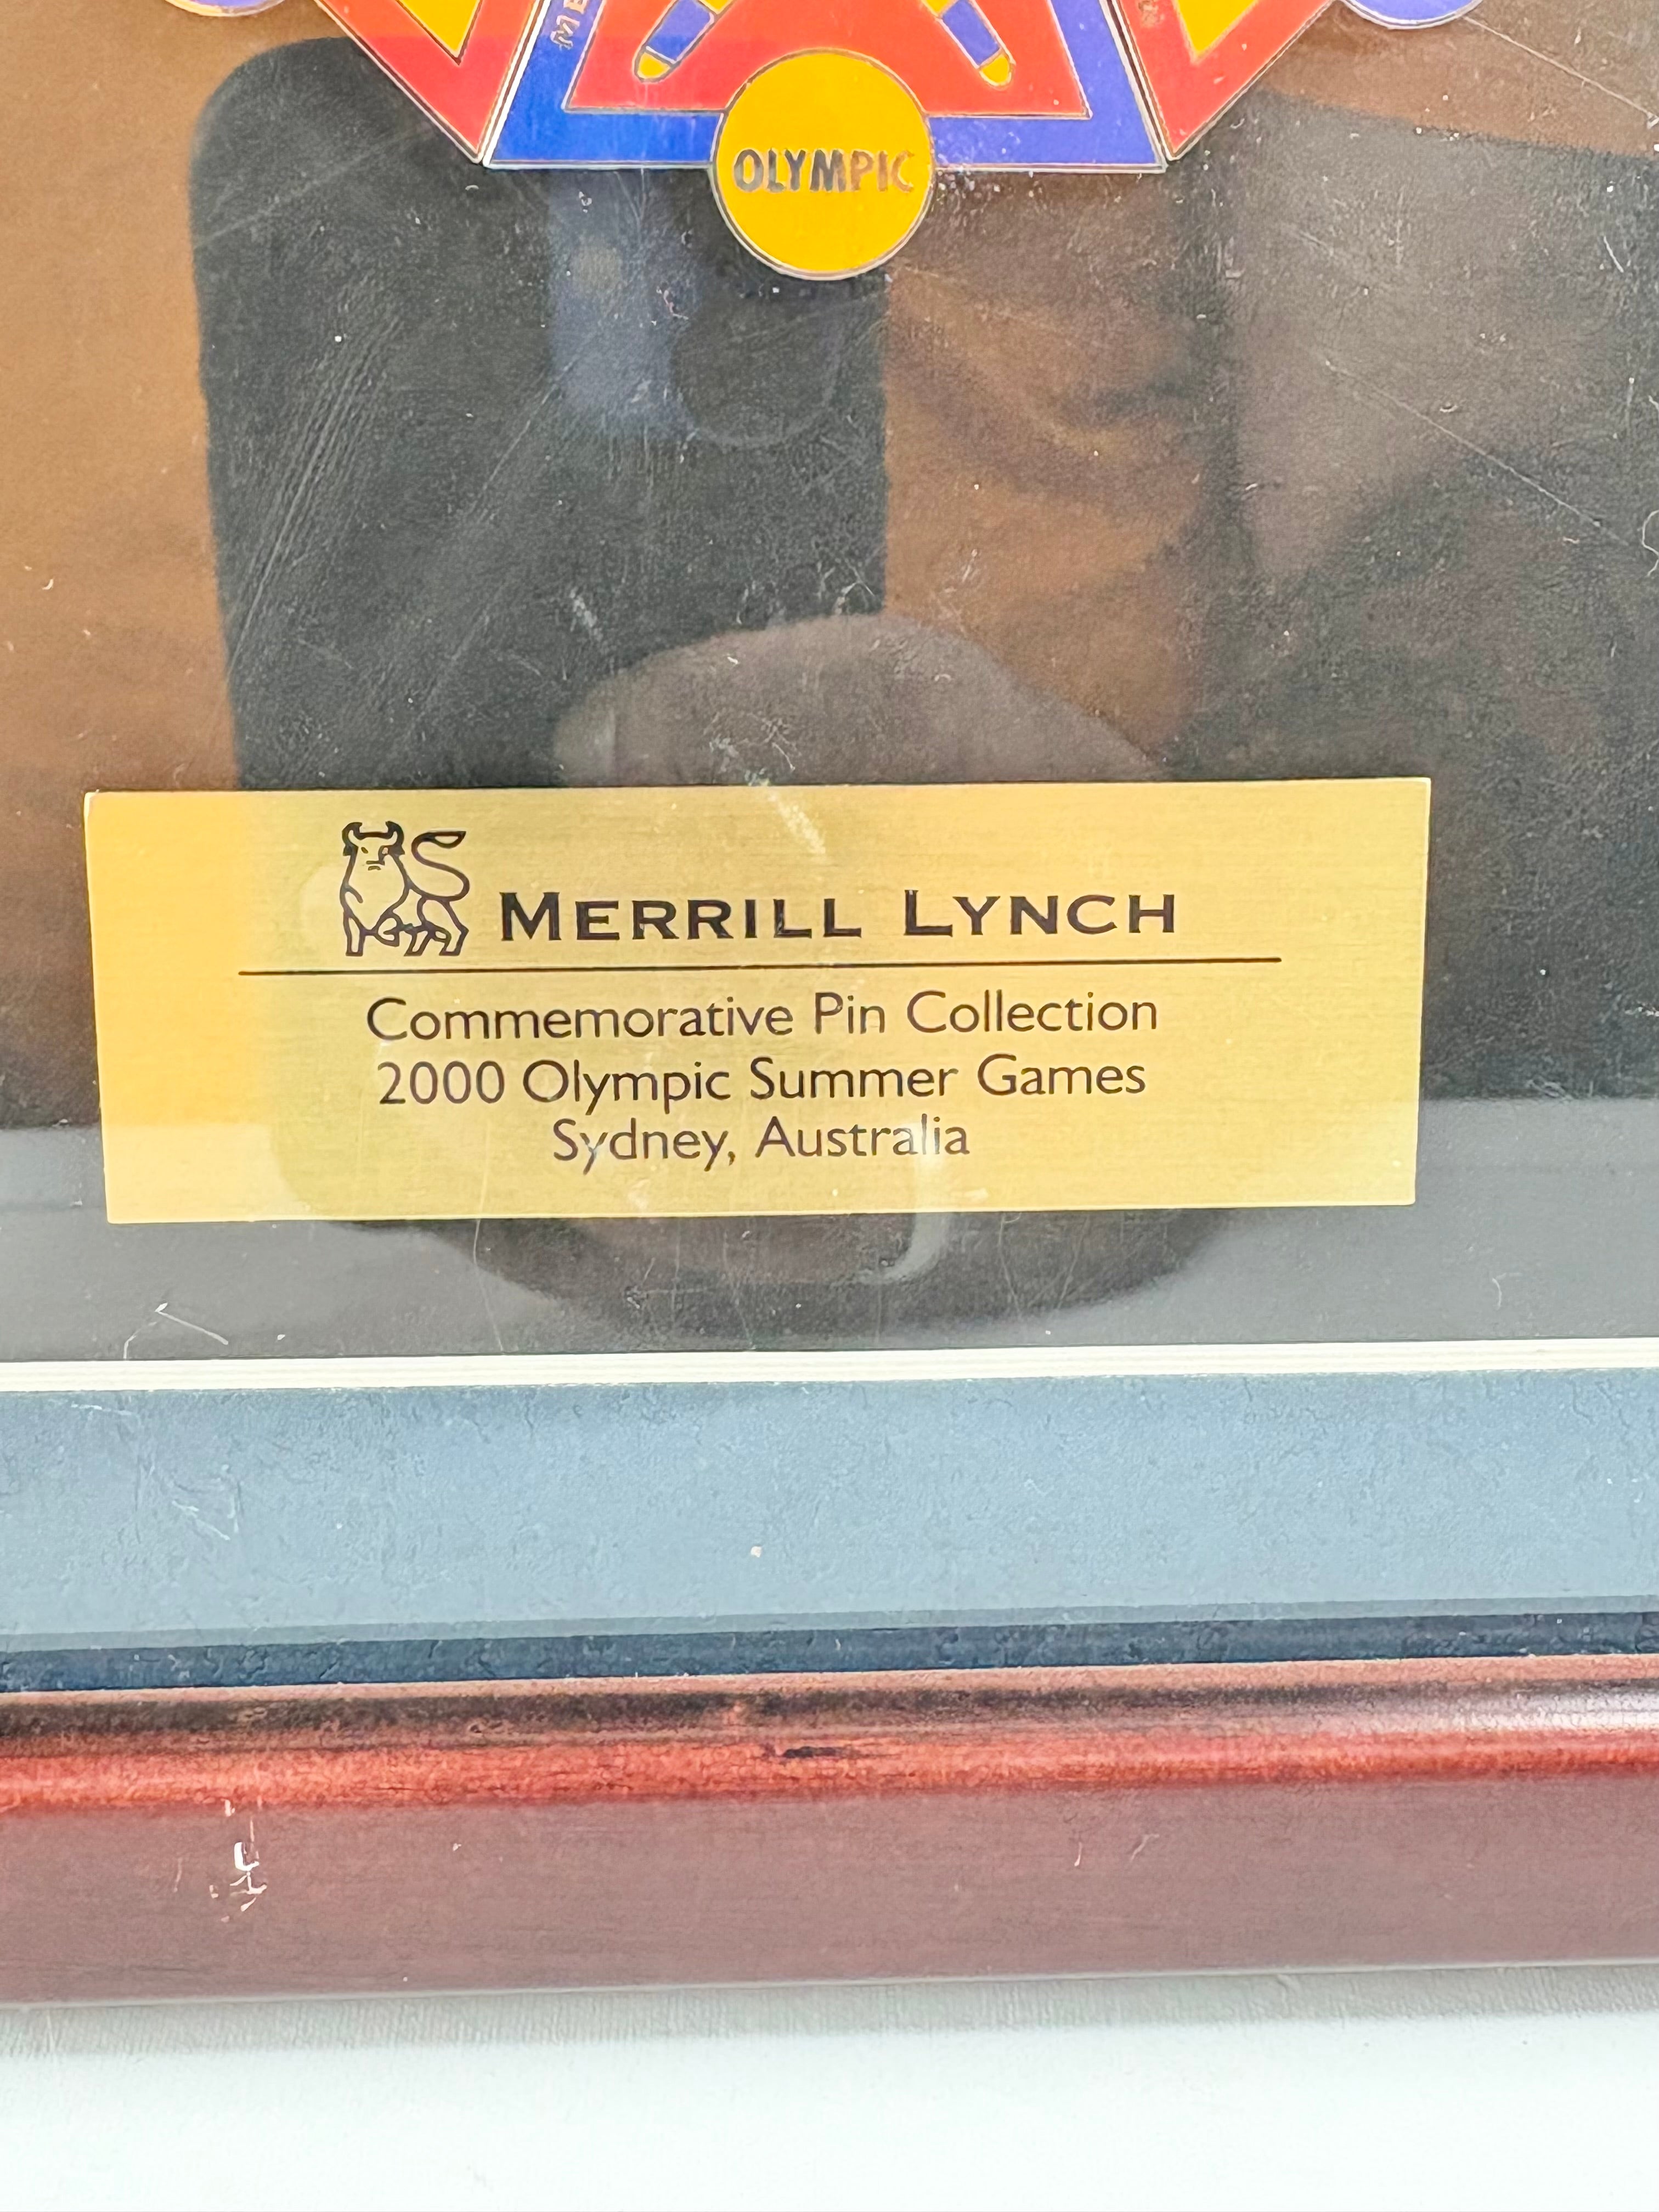 OLYMPIC
MERRILL LYNCH
Commemorative Pin Collection
2000 Olympic Summer Games
Sydney, Australia